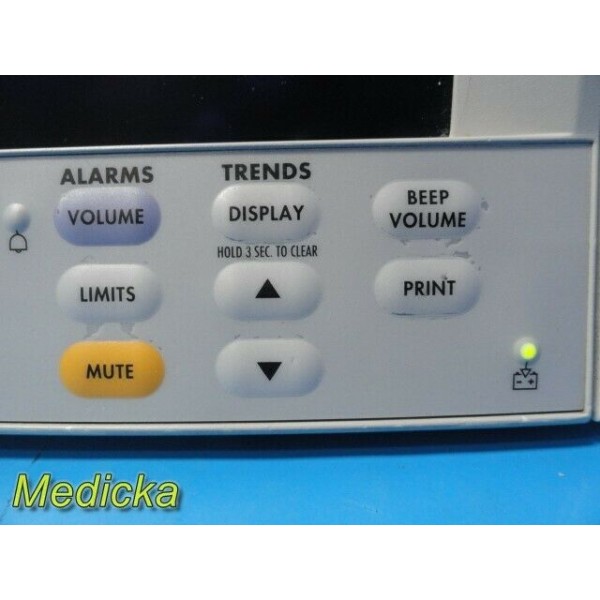 ALARMS
VOLUME
LIMITS
MUTE
TRENDS
DISPLAY
HOLD 3 SEC. TO CLEAR
▲
▼
BEEP
VOLUME
PRINT
- +
Medicka